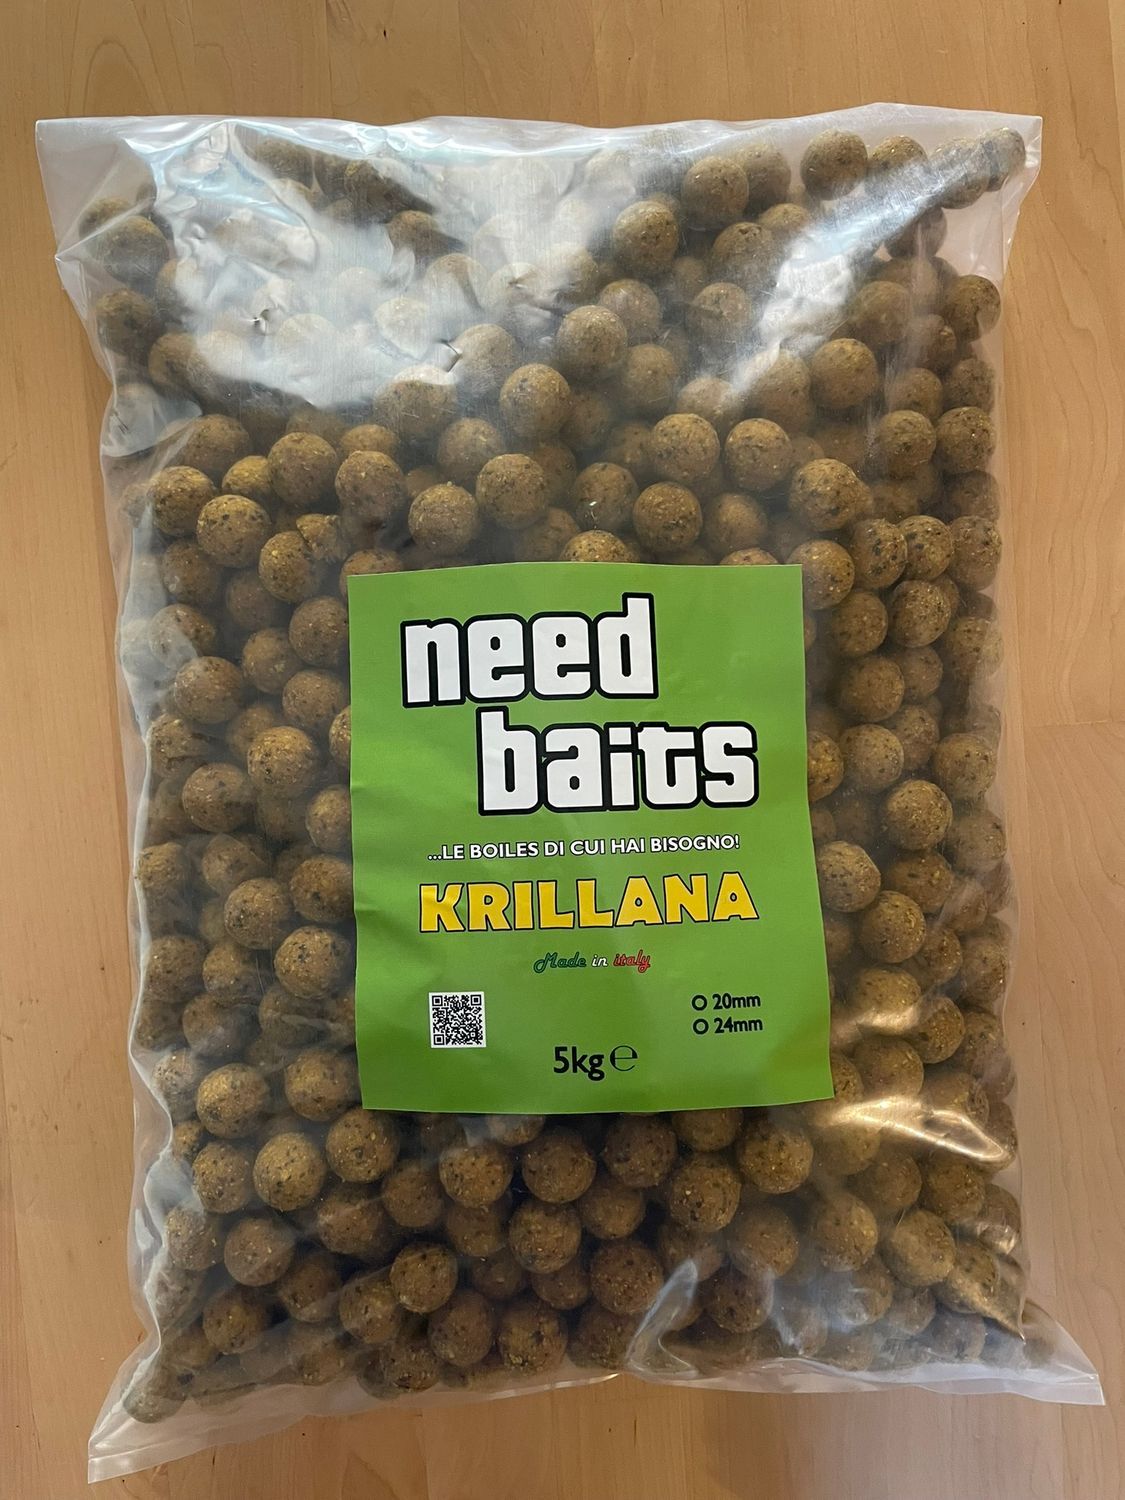 need
baits
...LE BOILES DI CUI HAI BISOGNO!
KRILLANA
Made in italy
20mm
24mm
5kg ℮